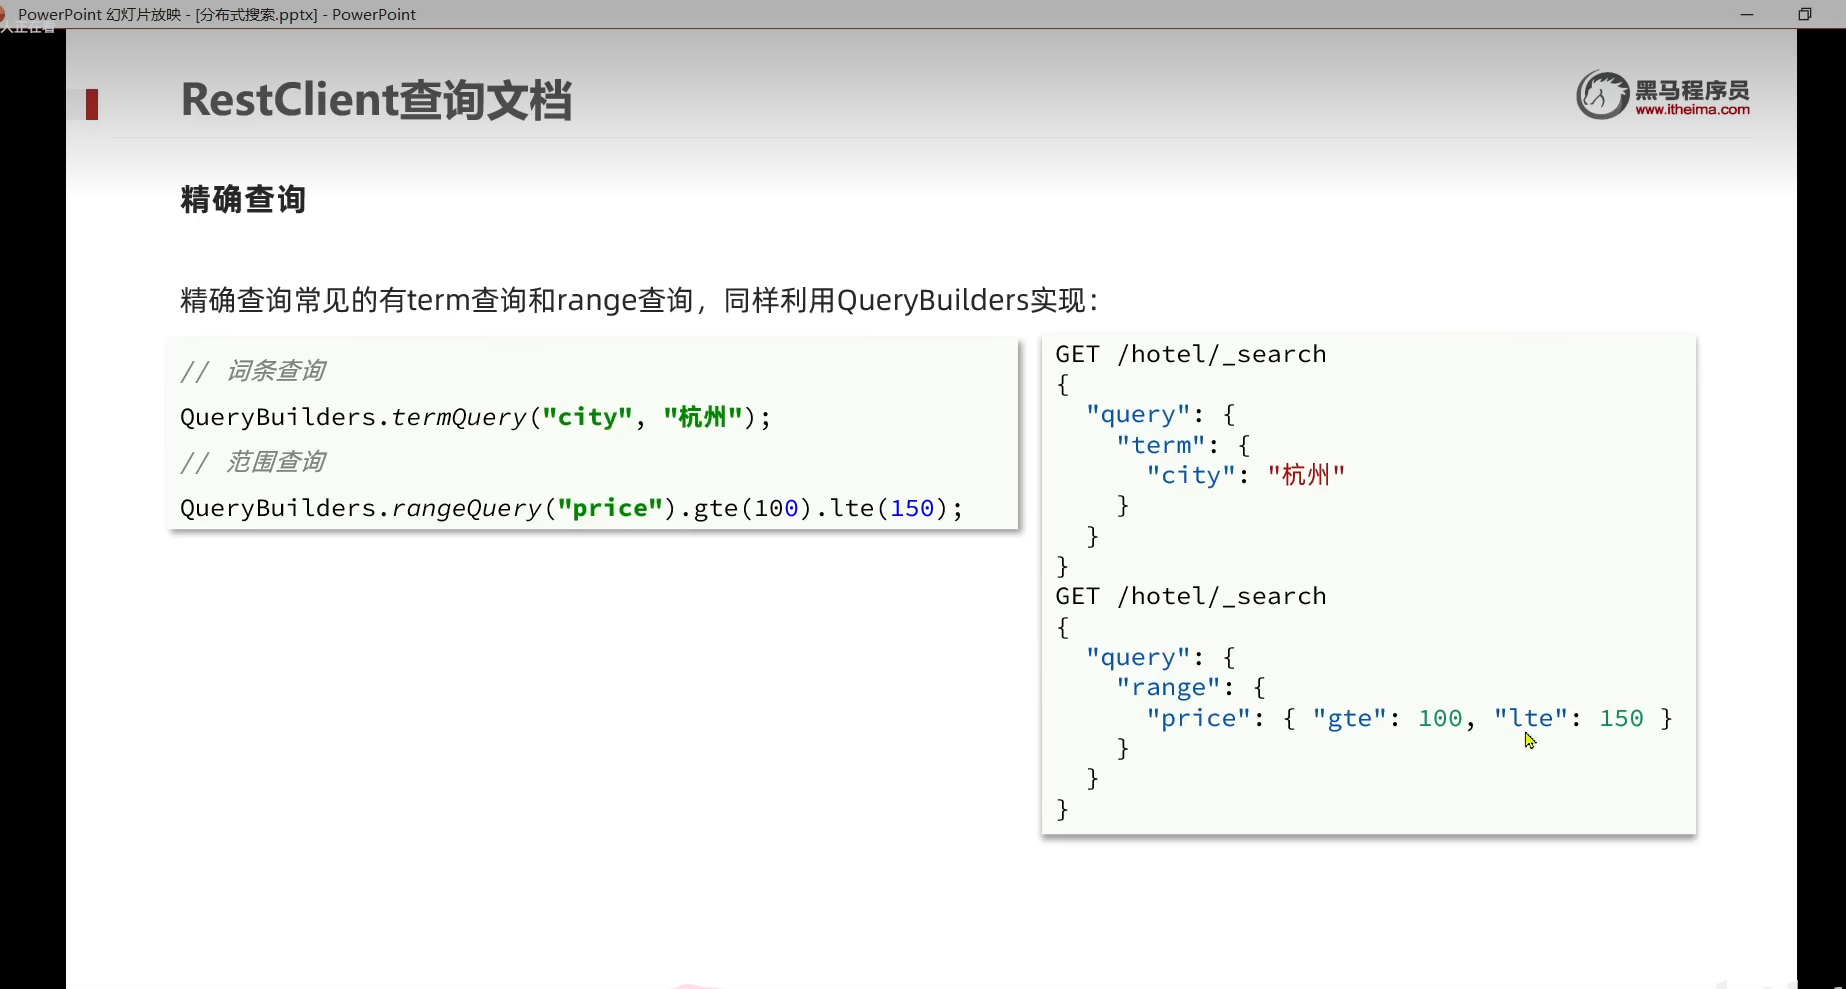 PowerPoint 幻灯片放映 - [分布式搜索.pptx] - PowerPoint
人正在看
RestClient查询文档
黑马程序员
www.itheima.com
精确查询
精确查询常见的有term查询和range查询，同样利用QueryBuilders实现：
// 词条查询
QueryBuilders.termQuery("city", "杭州");
// 范围查询
QueryBuilders.rangeQuery("price").gte(100).lte(150);
GET /hotel/_search
{
  "query": {
    "term": {
      "city": "杭州"
    }
  }
}
GET /hotel/_search
{
  "query": {
    "range": {
      "price": { "gte": 100, "lte": 150 }
    }
  }
}